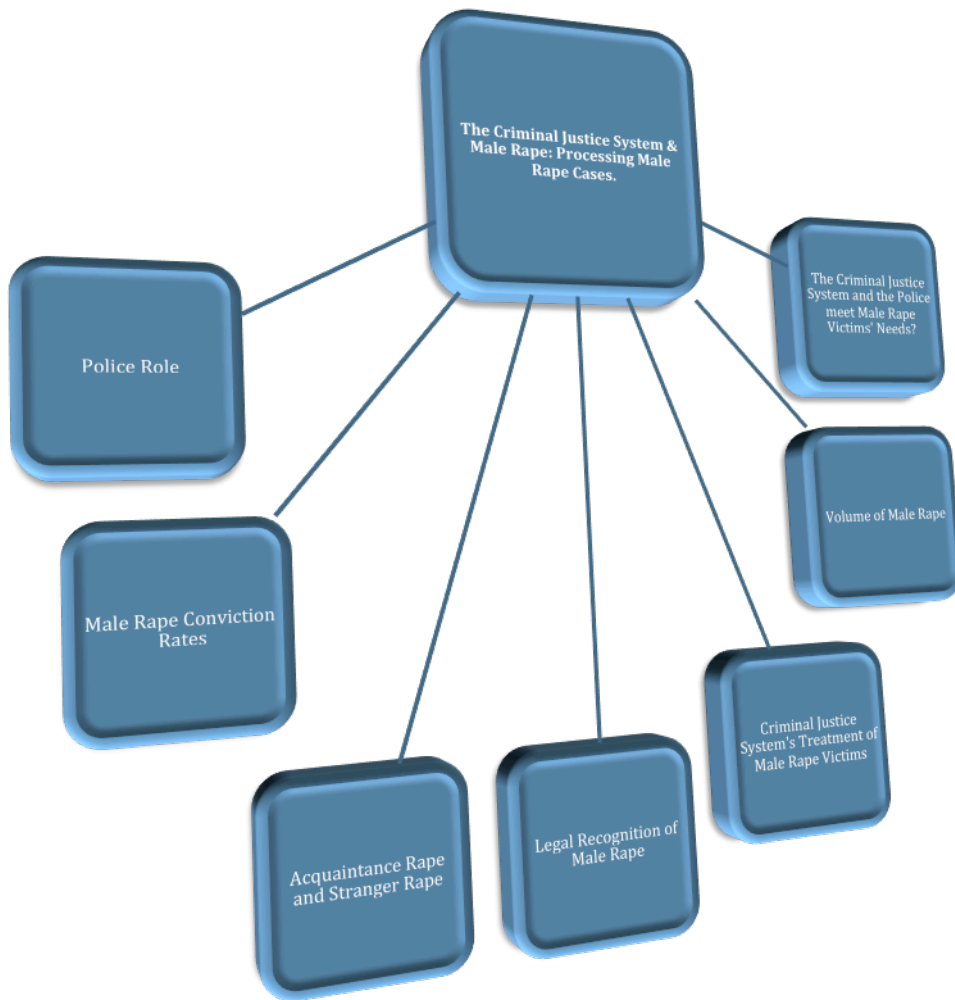 The Criminal Justice System &
Male Rape: Processing Male
Rape Cases.
The Criminal Justice
System and the Police
meet Male Rape
Victims' Needs?
Police Role
Volume of Male Rape
Male Rape Conviction
Rates
Criminal Justice
System's Treatment of
Male Rape Victims
Legal Recognition of
Male Rape
Acquaintance Rape
and Stranger Rape